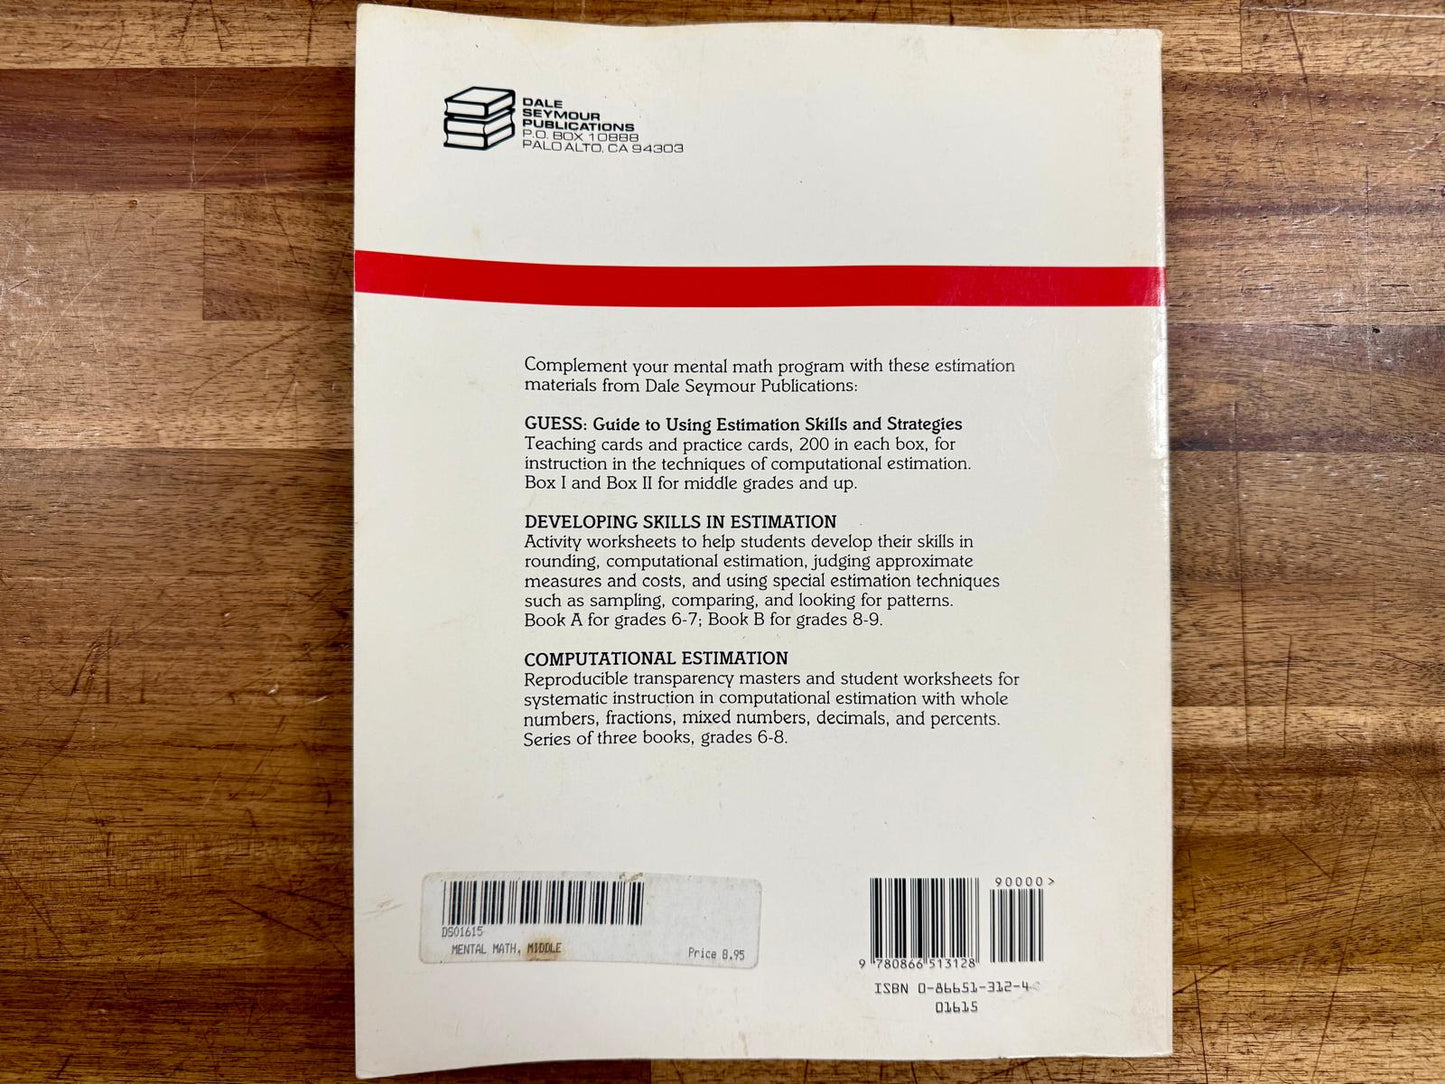 DALE
SEYMOUR
PUBLICATIONS
P.O. BOX 10888
PALO ALTO, CA 94303
Complement your mental math program with these estimation
materials from Dale Seymour Publications:
GUESS: Guide to Using Estimation Skills and Strategies
Teaching cards and practice cards, 200 in each box, for
instruction in the techniques of computational estimation.
Box I and Box II for middle grades and up.
DEVELOPING SKILLS IN ESTIMATION
Activity worksheets to help students develop their skills in
rounding, computational estimation, judging approximate
measures and costs, and using special estimation techniques
such as sampling, comparing, and looking for patterns.
Book A for grades 6-7; Book B for grades 8-9.
COMPUTATIONAL ESTIMATION
Reproducible transparency masters and student worksheets for
systematic instruction in computational estimation with whole
numbers, fractions, mixed numbers, decimals, and percents.
Series of three books, grades 6-8.
DS01615
MENTAL MATH, MIDDLE
Price 8.95
90000>
9 780866 513128
ISBN 0-86651-312-4
01615